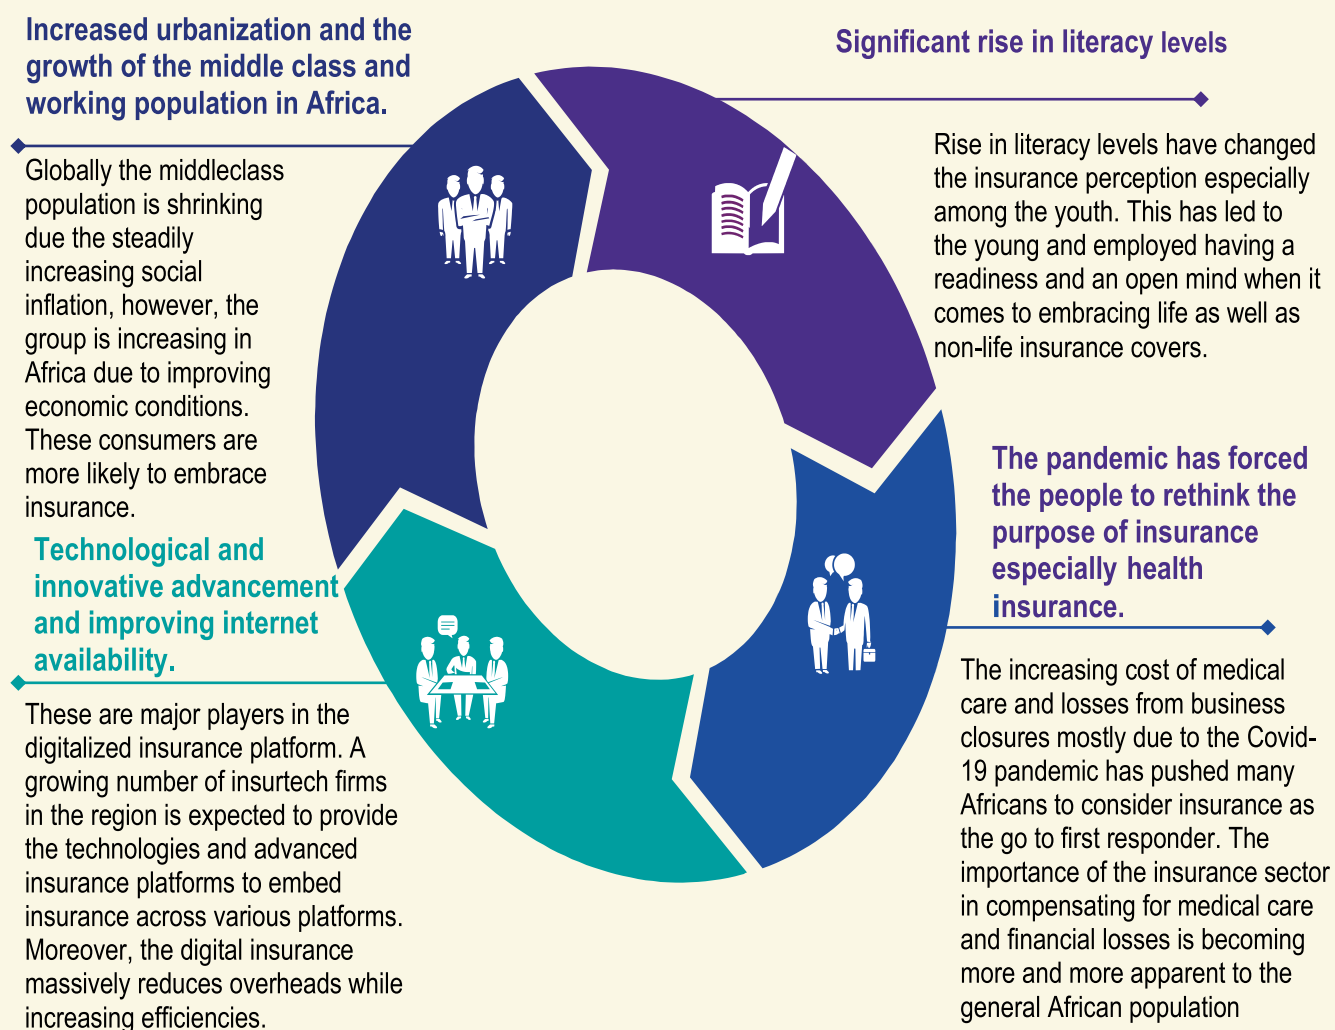 Increased urbanization and the
growth of the middle class and
working population in Africa.
Globally the middleclass
population is shrinking
due the steadily
increasing social
inflation, however, the
group is increasing in
Africa due to improving
economic conditions.
These consumers are
more likely to embrace
insurance.
Significant rise in literacy levels
Rise in literacy levels have changed
the insurance perception especially
among the youth. This has led to
the young and employed having a
readiness and an open mind when it
comes to embracing life as well as
non-life insurance covers.
Technological and
innovative advancement
and improving internet
availability.
These are major players in the
digitalized insurance platform. A
growing number of insurtech firms
in the region is expected to provide
the technologies and advanced
insurance platforms to embed
insurance across various platforms.
Moreover, the digital insurance
massively reduces overheads while
increasing efficiencies.
The pandemic has forced
the people to rethink the
purpose of insurance
especially health
insurance.
The increasing cost of medical
care and losses from business
closures mostly due to the Covid-
19 pandemic has pushed many
Africans to consider insurance as
the go to first responder. The
importance of the insurance sector
in compensating for medical care
and financial losses is becoming
more and more apparent to the
general African population